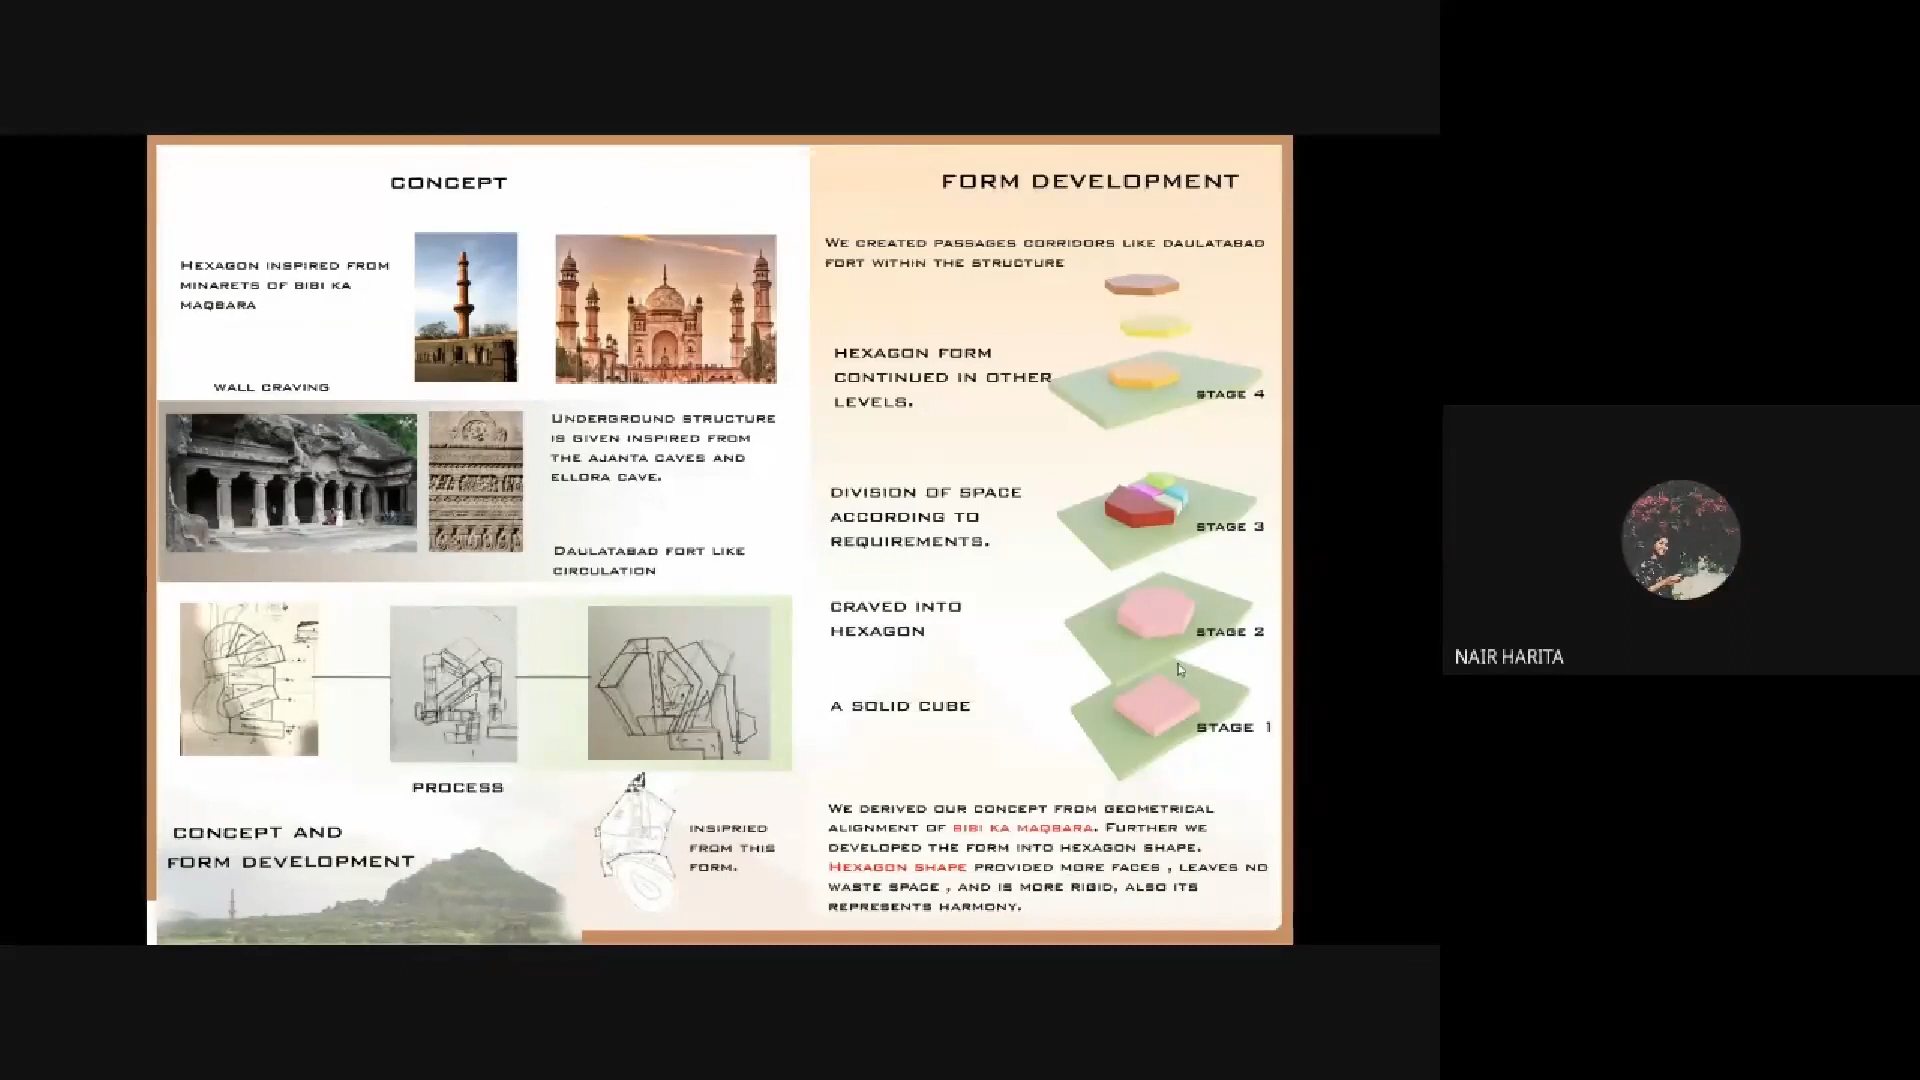 CONCEPT
HEXAGON INSPIRED FROM
MINARETS OF BIBI KA
MAQBARA
WALL CRAVING
UNDERGROUND STRUCTURE
IS GIVEN INSPIRED FROM
THE AJANTA CAVES AND
ELLORA CAVE.
DAULATABAD FORT LIKE
CIRCULATION
PROCESS
CONCEPT AND
FORM DEVELOPMENT
INSIPRIED
FROM THIS
FORM.
FORM DEVELOPMENT
WE CREATED PASSAGES CORRIDORS LIKE DAULATABAD
FORT WITHIN THE STRUCTURE
HEXAGON FORM
CONTINUED IN OTHER
LEVELS.
STAGE 4
DIVISION OF SPACE
ACCORDING TO
REQUIREMENTS.
STAGE 3
CRAVED INTO
HEXAGON
STAGE 2
A SOLID CUBE
STAGE 1
WE DERIVED OUR CONCEPT FROM GEOMETRICAL
ALIGNMENT OF BIBI KA MAQBARA. FURTHER WE
DEVELOPED THE FORM INTO HEXAGON SHAPE.
HEXAGON SHAPE PROVIDED MORE FACES , LEAVES NO
WASTE SPACE , AND IS MORE RIGID, ALSO ITS
REPRESENTS HARMONY.
NAIR HARITA